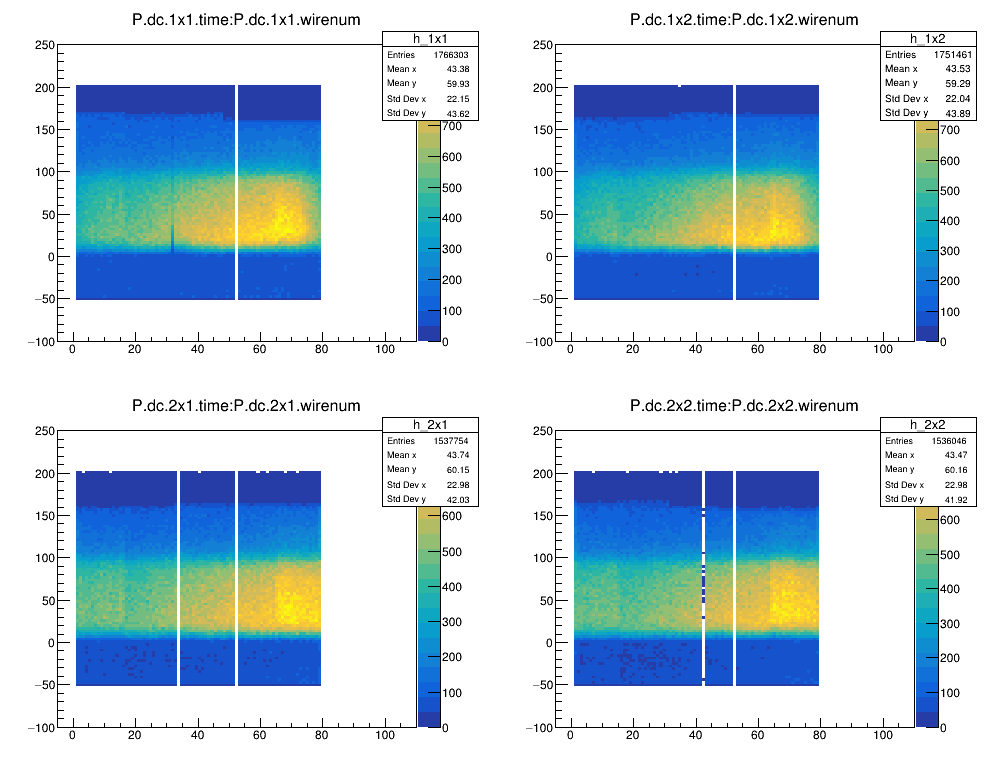 P.dc.1x1.time:P.dc.1x1.wirenum
h_1x1
Entries 1766303
Mean x 43.38
Mean y 59.93
Std Dev x 22.15
Std Dev y 43.62
250
200
150
100
50
0
−50
−100
0 20 40 60 80 100
700
600
500
400
300
200
100
0
P.dc.1x2.time:P.dc.1x2.wirenum
h_1x2
Entries 1751461
Mean x 43.53
Mean y 59.29
Std Dev x 22.04
Std Dev y 43.89
250
200
150
100
50
0
−50
−100
0 20 40 60 80 100
700
600
500
400
300
200
100
0
P.dc.2x1.time:P.dc.2x1.wirenum
h_2x1
Entries 1537754
Mean x 43.74
Mean y 60.15
Std Dev x 22.98
Std Dev y 42.03
250
200
150
100
50
0
−50
−100
0 20 40 60 80 100
600
500
400
300
200
100
0
P.dc.2x2.time:P.dc.2x2.wirenum
h_2x2
Entries 1536046
Mean x 43.47
Mean y 60.16
Std Dev x 22.98
Std Dev y 41.92
250
200
150
100
50
0
−50
−100
0 20 40 60 80 100
600
500
400
300
200
100
0